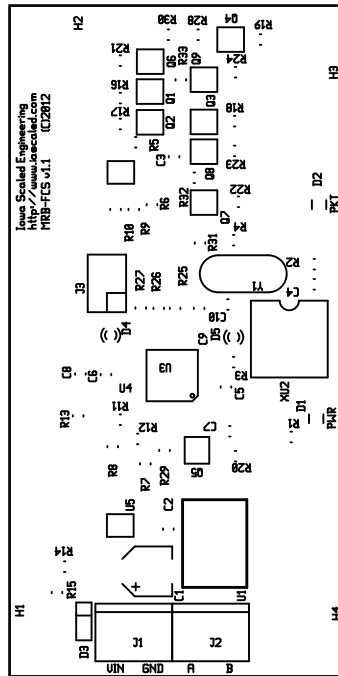 Iowa Scaled Engineering
http://www.iascaled.com
MRB-FCS v1.1 (C)2012
H2
R30
R28
Q4
R19
R21
Q6
R33
Q9
R24
H3
R16
Q1
Q3
R17
Q2
R18
R5
C3
Q8
R23
R10
R9
R6
R32
Q7
R22
D2
PKT
R4
R31
J3
R27
R26
R25
Y1
R2
C4
C10
D4
C9
D5
XU2
U3
U4
C8
C6
C5
R3
R13
R11
R12
C7
D1
PWR
R1
R8
R7
R29
Q5
R20
U5
C2
R14
R15
C1
U1
H1
D3
J1
J2
H4
VIN
GND
A
B